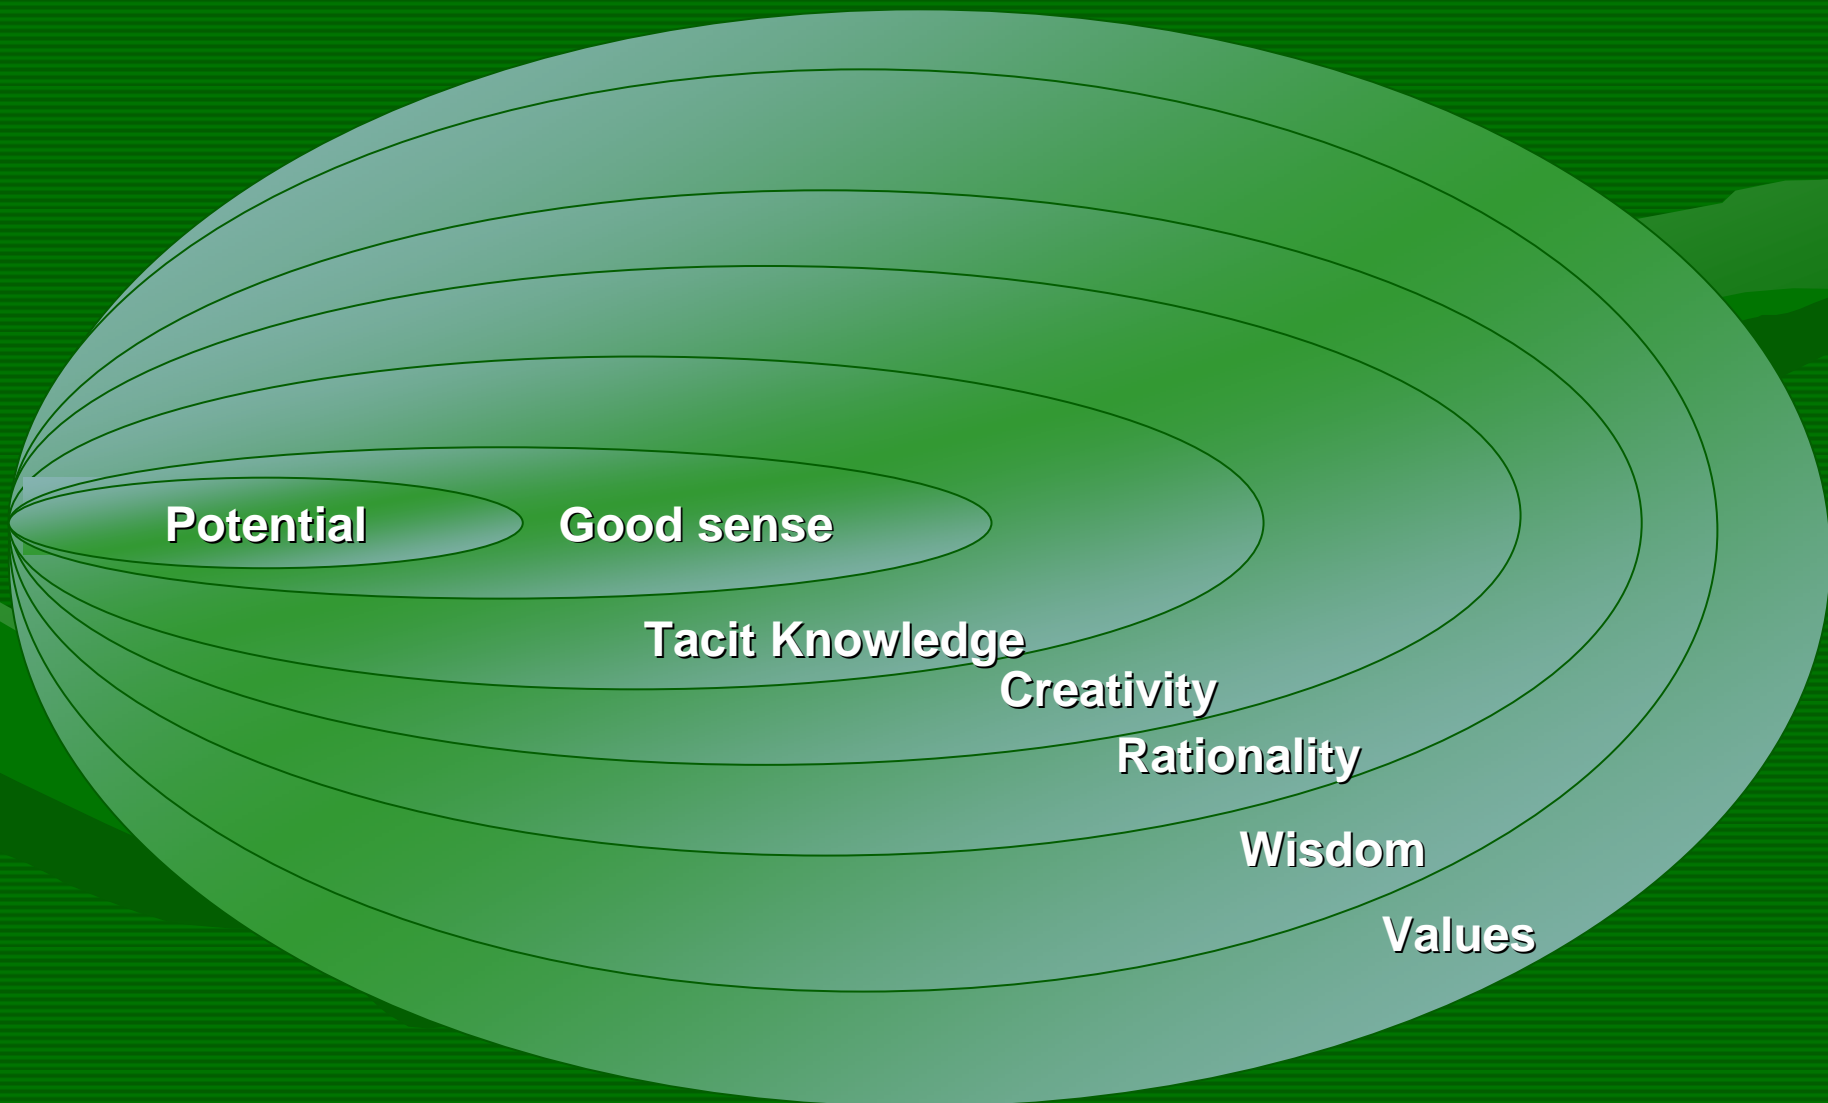 Potential
Good sense
Tacit Knowledge
Creativity
Rationality
Wisdom
Values